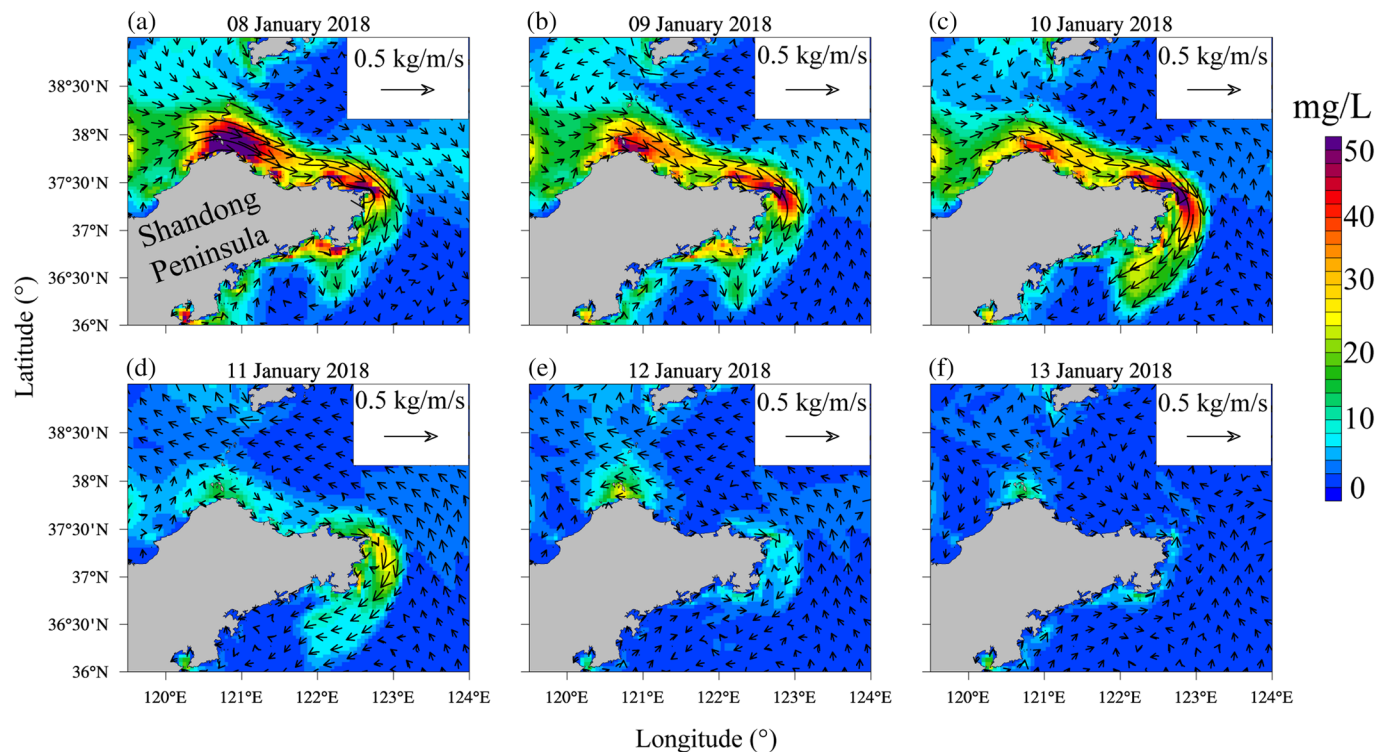 (a) 08 January 2018
(b) 09 January 2018
(c) 10 January 2018
0.5 kg/m/s
0.5 kg/m/s
0.5 kg/m/s
38°30'N
38°N
37°30'N
37°N
36°30'N
36°N
Shandong
Peninsula
mg/L
50
40
30
20
10
0
Latitude (°)
(d) 11 January 2018
(e) 12 January 2018
(f) 13 January 2018
0.5 kg/m/s
0.5 kg/m/s
0.5 kg/m/s
38°30'N
38°N
37°30'N
37°N
36°30'N
36°N
120°E 121°E 122°E 123°E 124°E
120°E 121°E 122°E 123°E 124°E
120°E 121°E 122°E 123°E 124°E
Longitude (°)